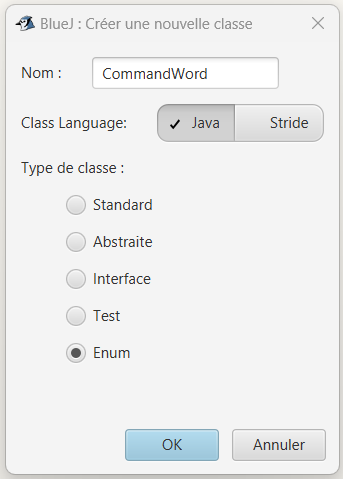 BlueJ : Créer une nouvelle classe
Nom : CommandWord
Class Language: Java Stride
Type de classe :
Standard
Abstraite
Interface
Test
Enum
OK Annuler